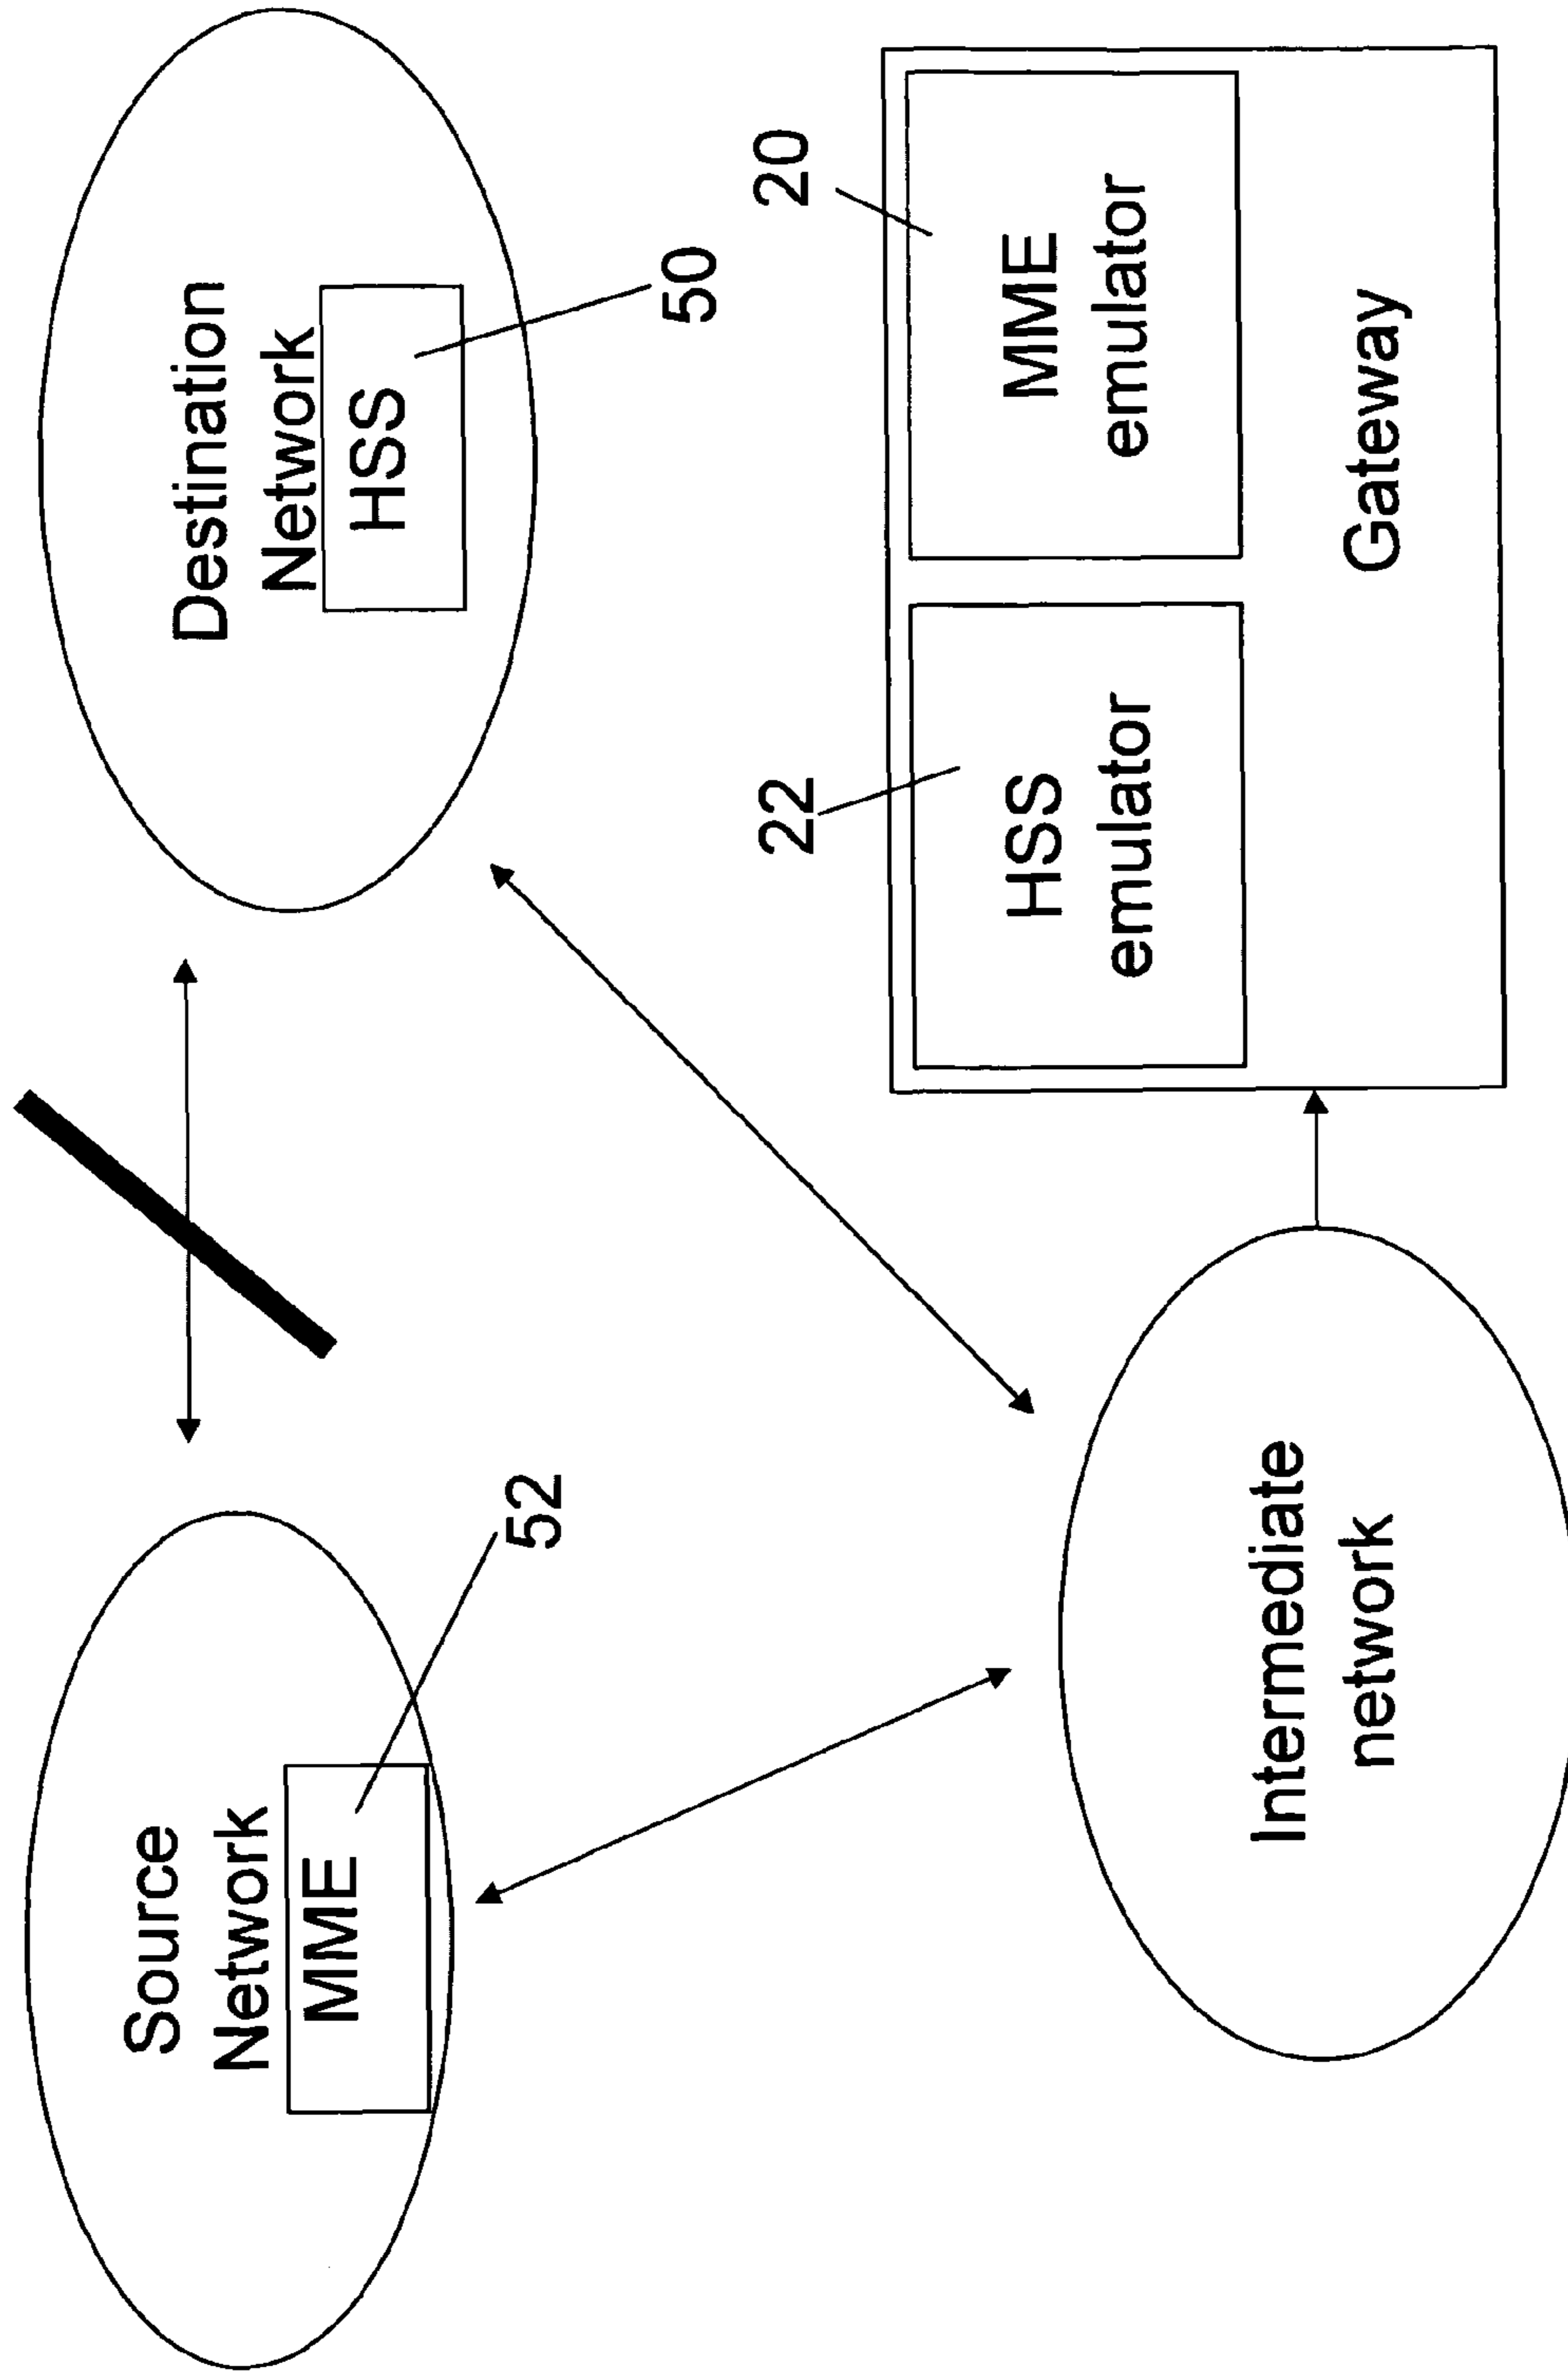 Source
Network
MME
52
Destination
Network
HSS
50
Intermediate
network
22
HSS
emulator
20
MME
emulator
Gateway